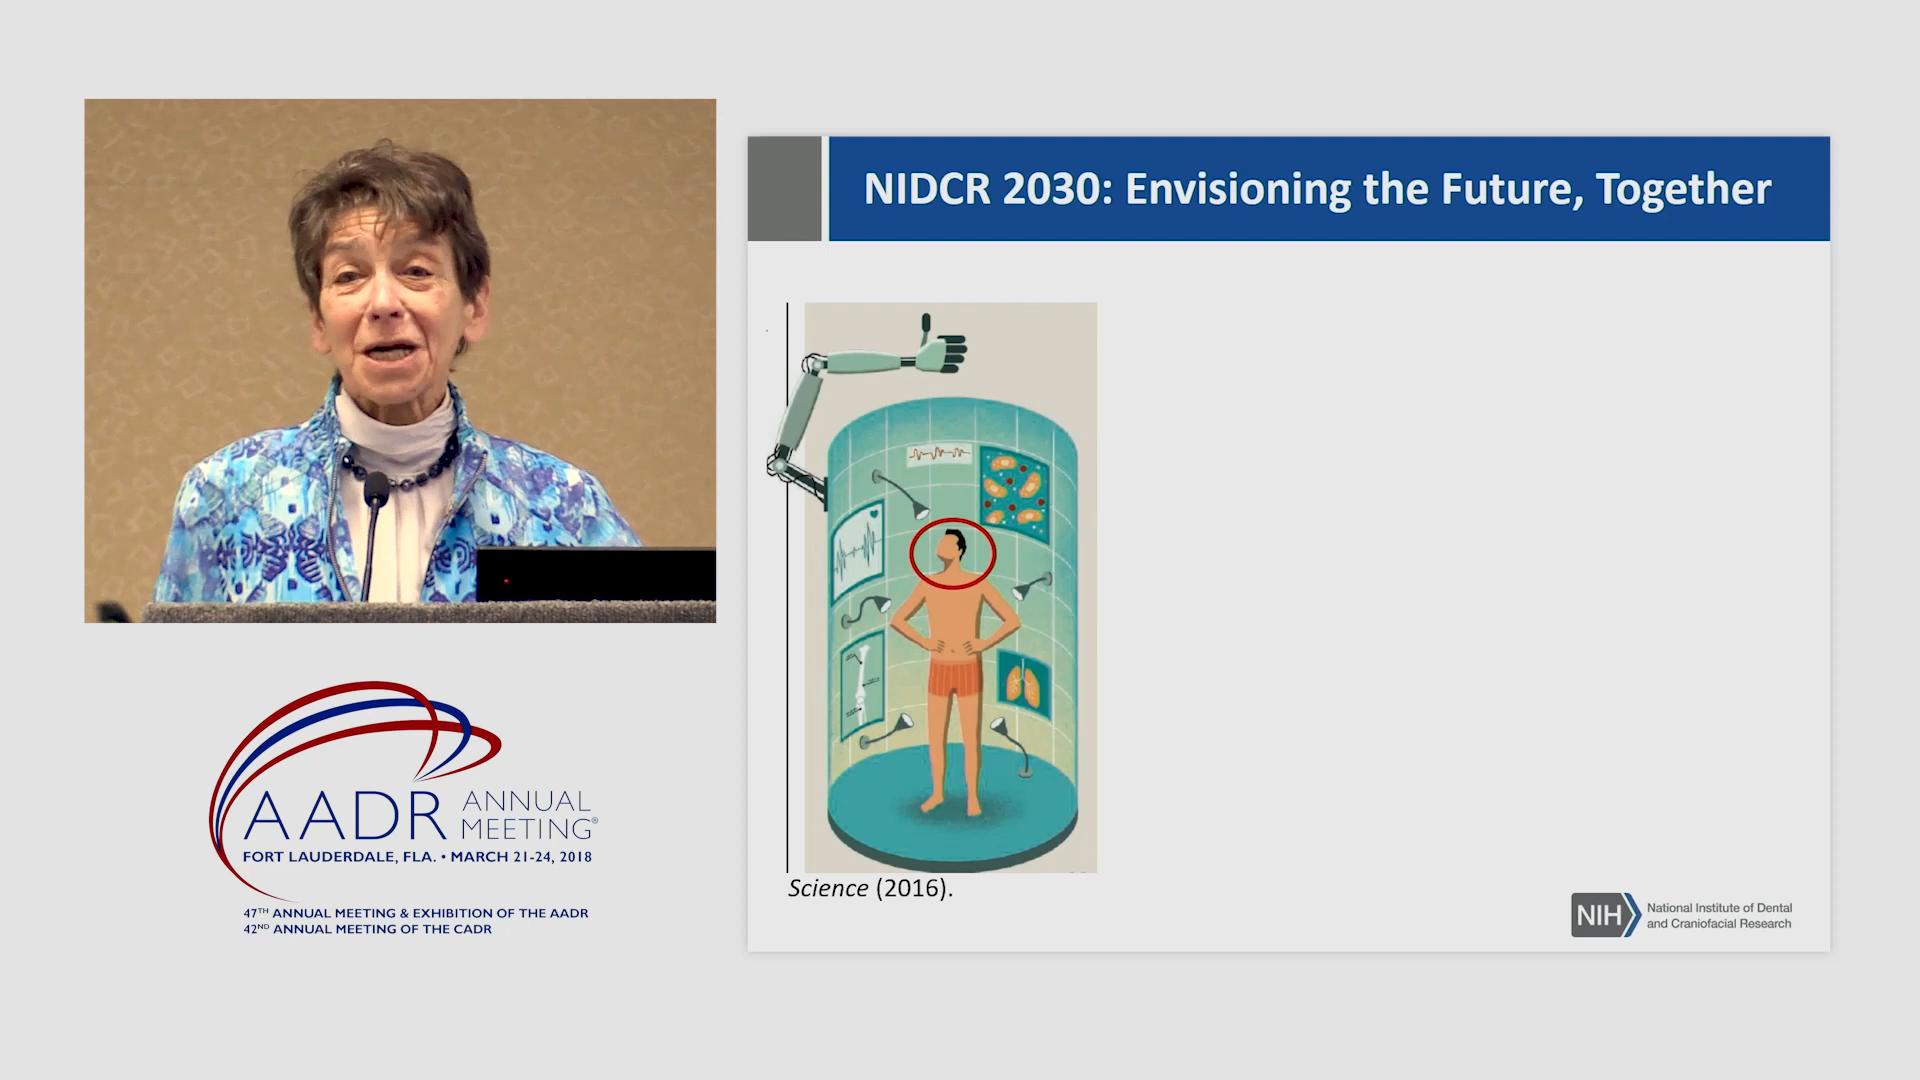 NIDCR 2030: Envisioning the Future, Together
Science (2016).
NIH
National Institute of Dental
and Craniofacial Research
AADR
ANNUAL
MEETING®
FORT LAUDERDALE, FLA. • MARCH 21-24, 2018
47TH ANNUAL MEETING & EXHIBITION OF THE AADR
42ND ANNUAL MEETING OF THE CADR